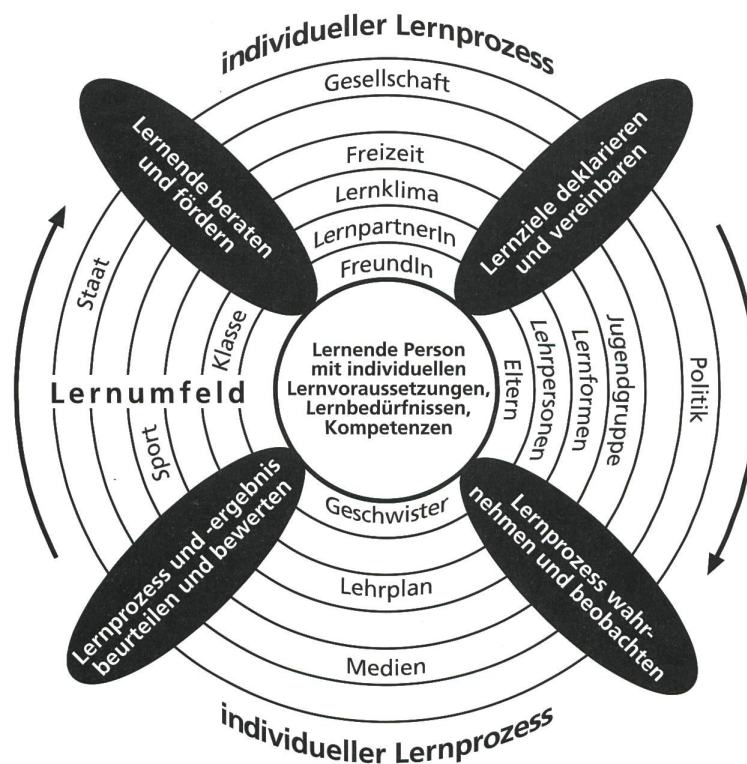 individueller Lernprozess
Gesellschaft
Lernende beraten
und fördern
Lernziele deklarieren
und vereinbaren
Freizeit
Lernklima
LernpartnerIn
FreundIn
Staat
Klasse
Lernumfeld
Sport
Lernende Person
mit individuellen
Lernvoraussetzungen,
Lernbedürfnissen,
Kompetenzen
Eltern
Lehrpersonen
Lernformen
Jugendgruppe
Politik
Lernprozess und -ergebnis
beurteilen und bewerten
Lernprozess wahr-
nehmen und beobachten
Geschwister
Lehrplan
Medien
individueller Lernprozess